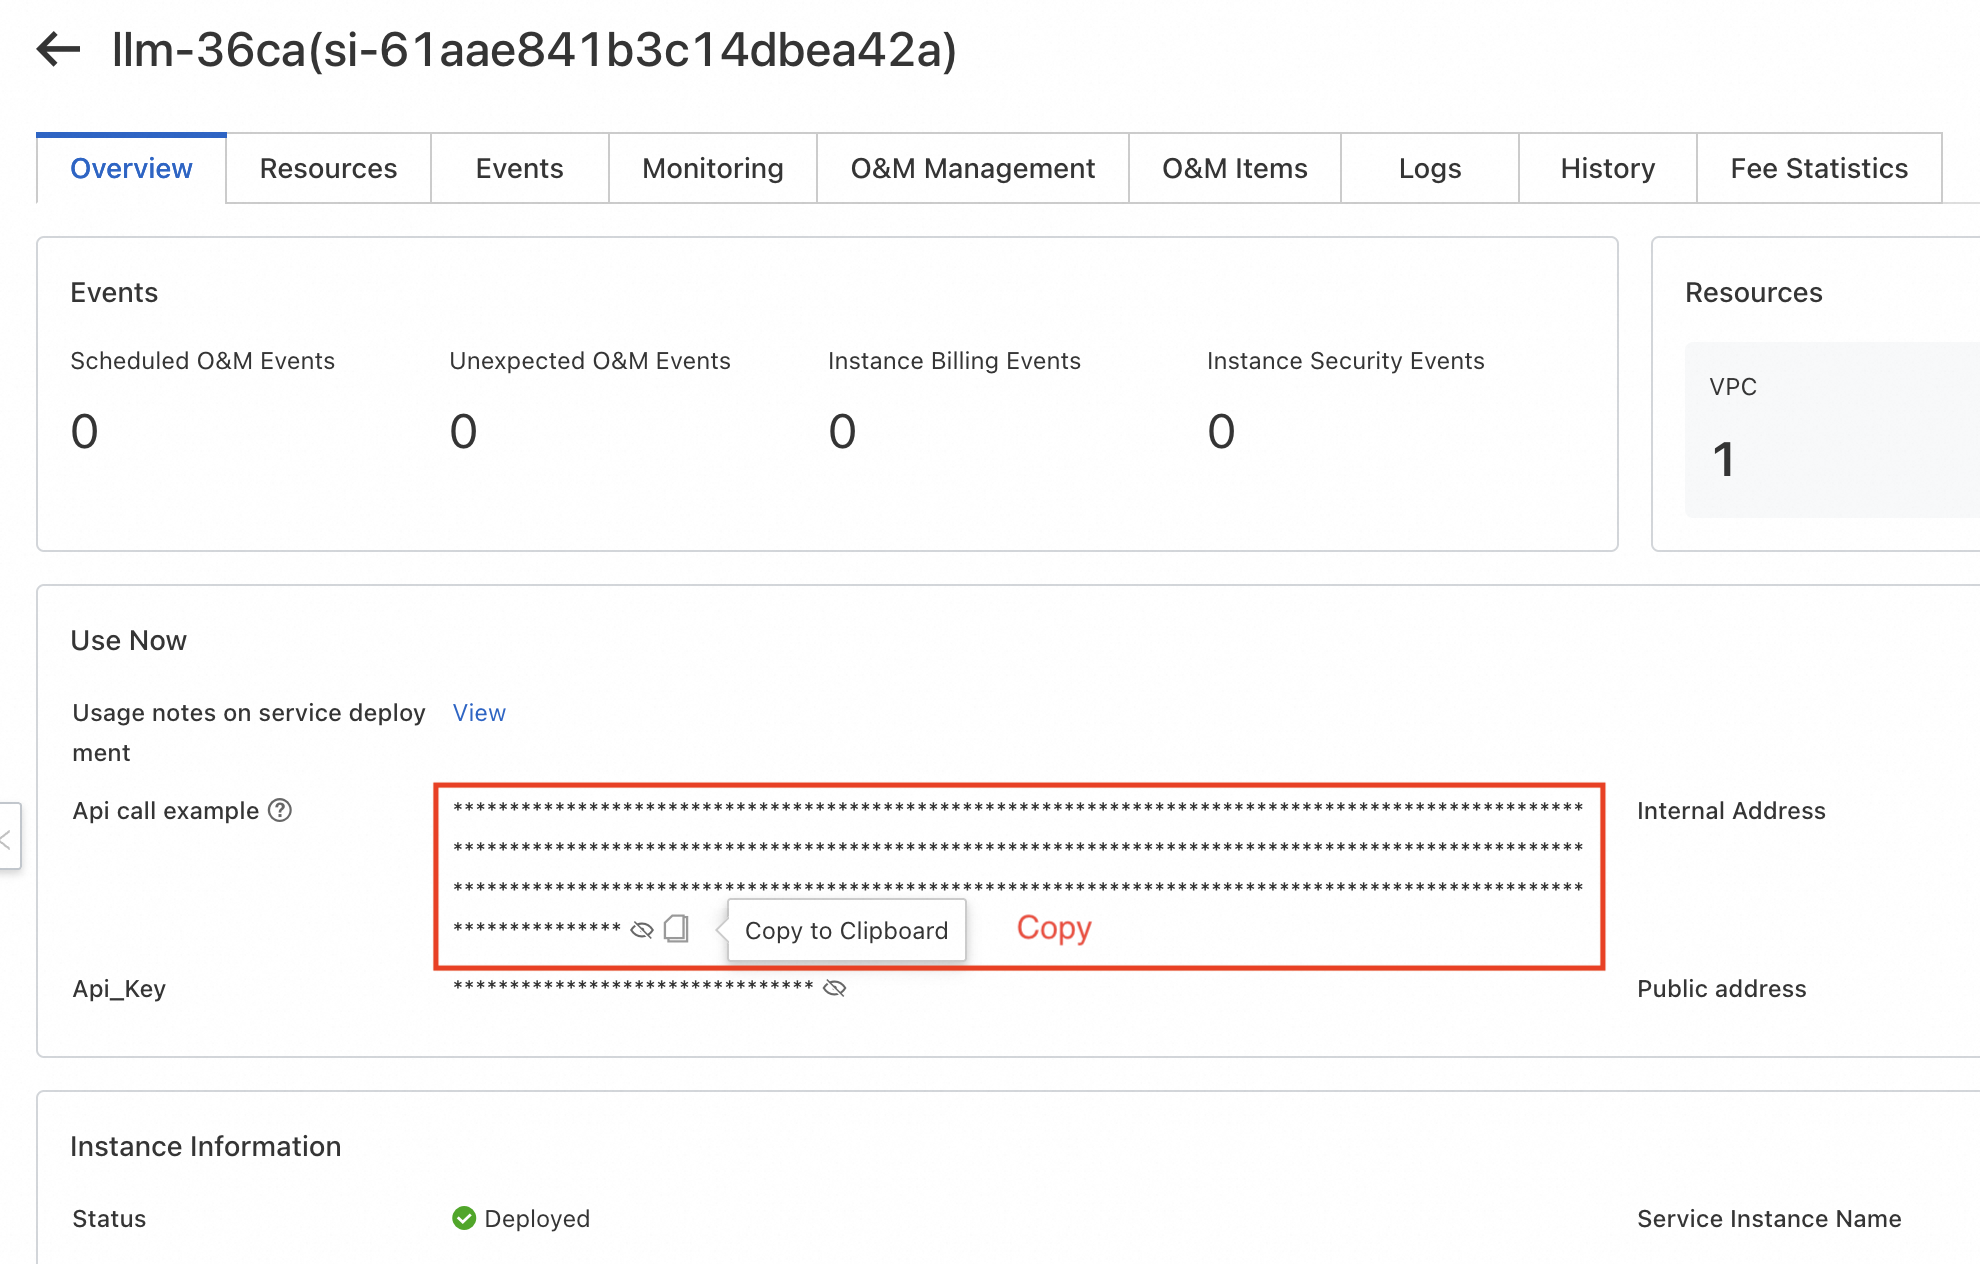 llm-36ca(si-61aae841b3c14dbea42a)
Overview Resources Events Monitoring O&M Management O&M Items Logs History Fee Statistics
Events
Scheduled O&M Events Unexpected O&M Events Instance Billing Events Instance Security Events
0 0 0 0
Resources
VPC
1
Use Now
Usage notes on service deploy View
ment
Api call example ? **************************************************************************************************** Internal Address
****************************************************************************************************
****************************************************************************************************
*************** Copy to Clipboard Copy
Api_Key ******************************** Public address
Instance Information
Status Deployed Service Instance Name